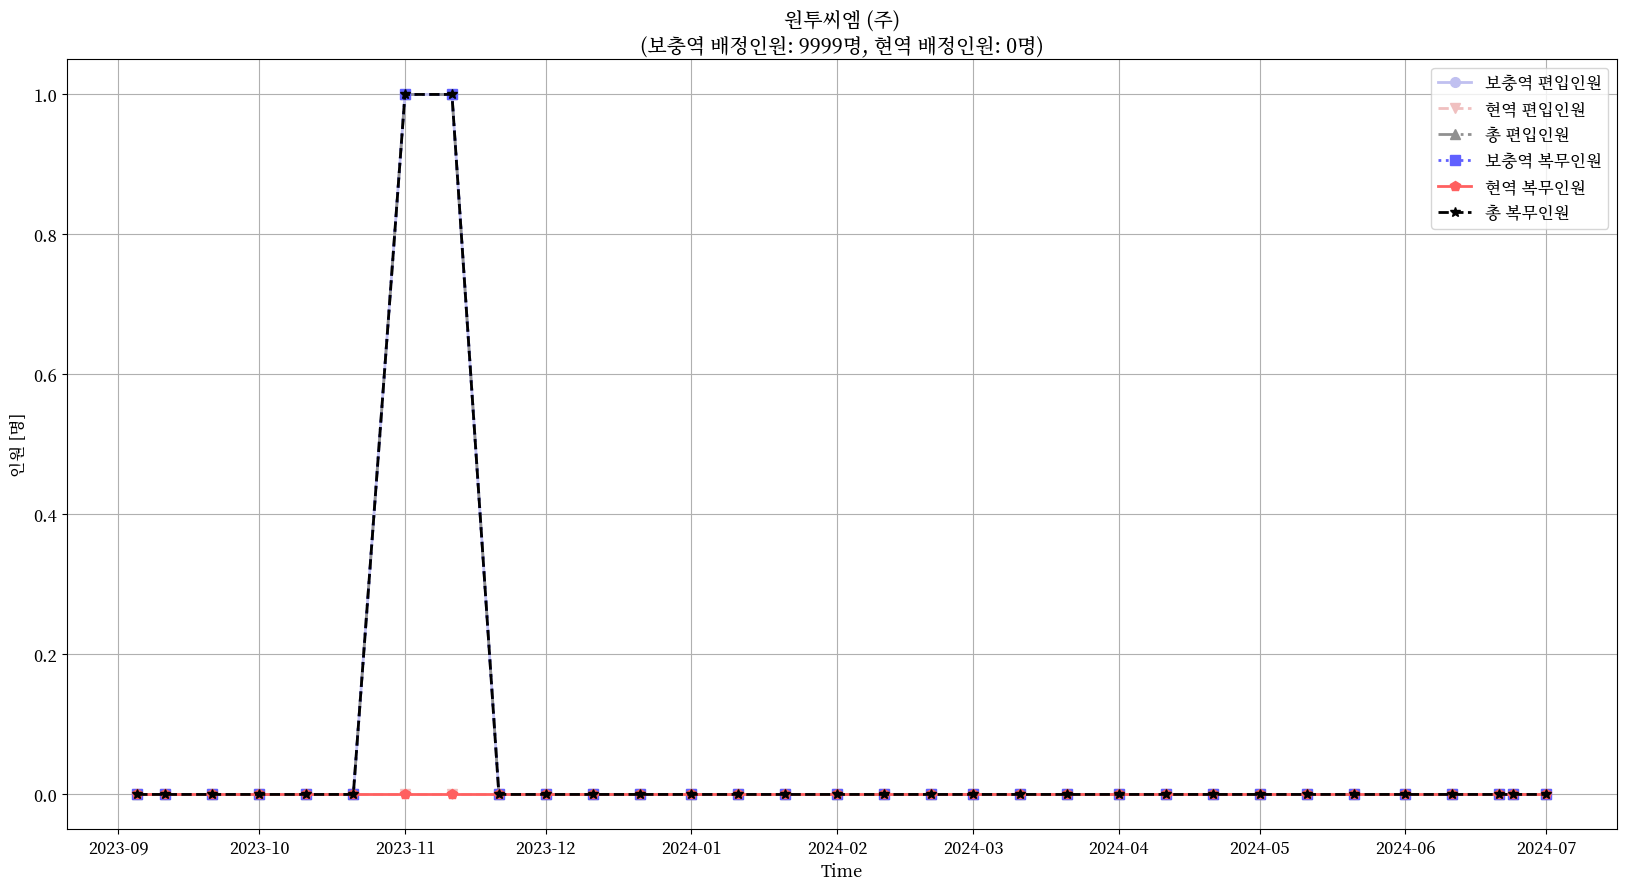 원투씨엠 (주)
(보충역 배정인원: 9999명, 현역 배정인원: 0명)
보충역 편입인원
현역 편입인원
총 편입인원
보충역 복무인원
현역 복무인원
총 복무인원
인원 [명]
1.0
0.8
0.6
0.4
0.2
0.0
2023-09 2023-10 2023-11 2023-12 2024-01 2024-02 2024-03 2024-04 2024-05 2024-06 2024-07
Time